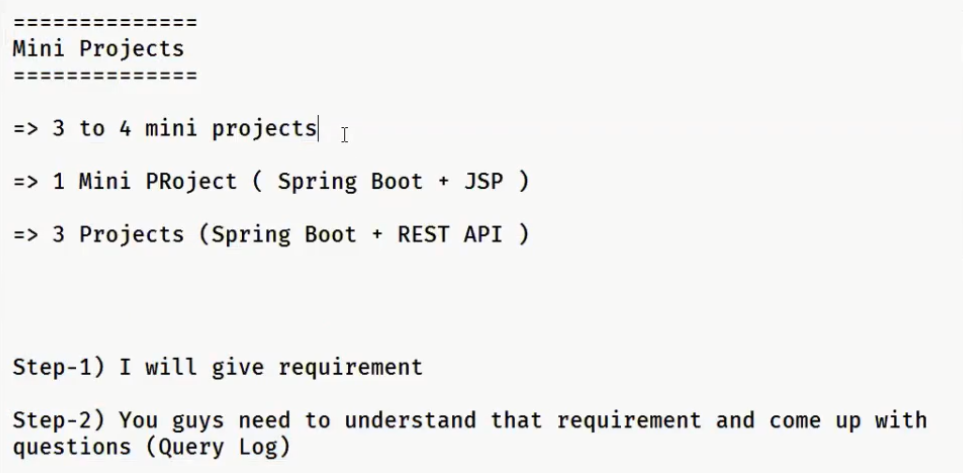 ==============
Mini Projects
==============
=> 3 to 4 mini projects
=> 1 Mini PRoject ( Spring Boot + JSP )
=> 3 Projects (Spring Boot + REST API )
Step-1) I will give requirement
Step-2) You guys need to understand that requirement and come up with
questions (Query Log)